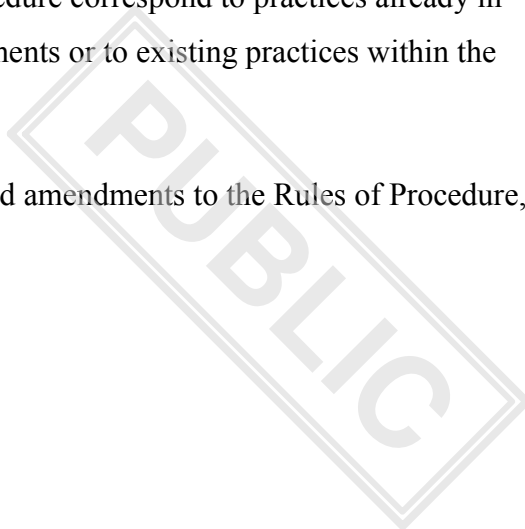 edure correspond to practices already in
nents or to existing practices within the
d amendments to the Rules of Procedure,
PUBLIC